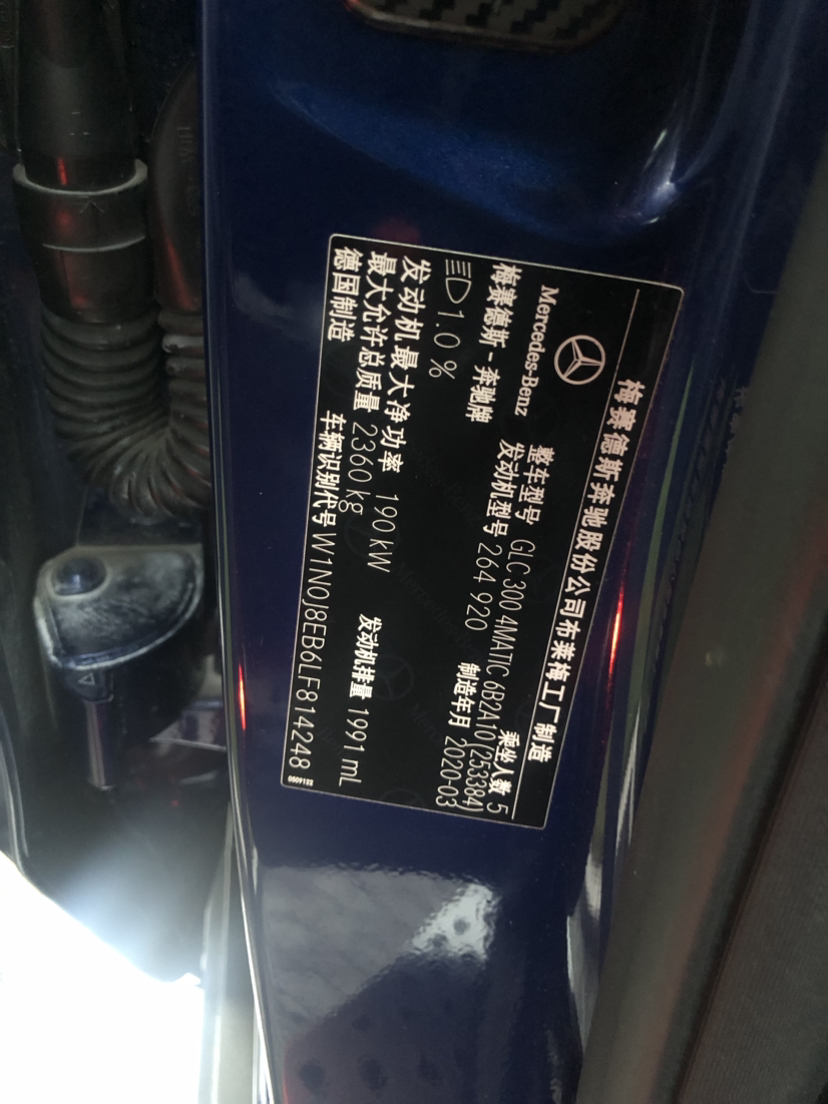 梅赛德斯奔驰股份公司布莱梅工厂制造
Mercedes-Benz
整车型号 GLC 300 4MATIC 6B2A10(253384)
乘坐人数 5
梅赛德斯-奔驰牌
发动机型号 264 920
制造年月 2020-03
1.0 %
发动机最大净功率 190 kW
发动机排量 1991 mL
最大允许总质量 2360 kg
德国制造
车辆识别代号 W1N0J8EB6LF814248